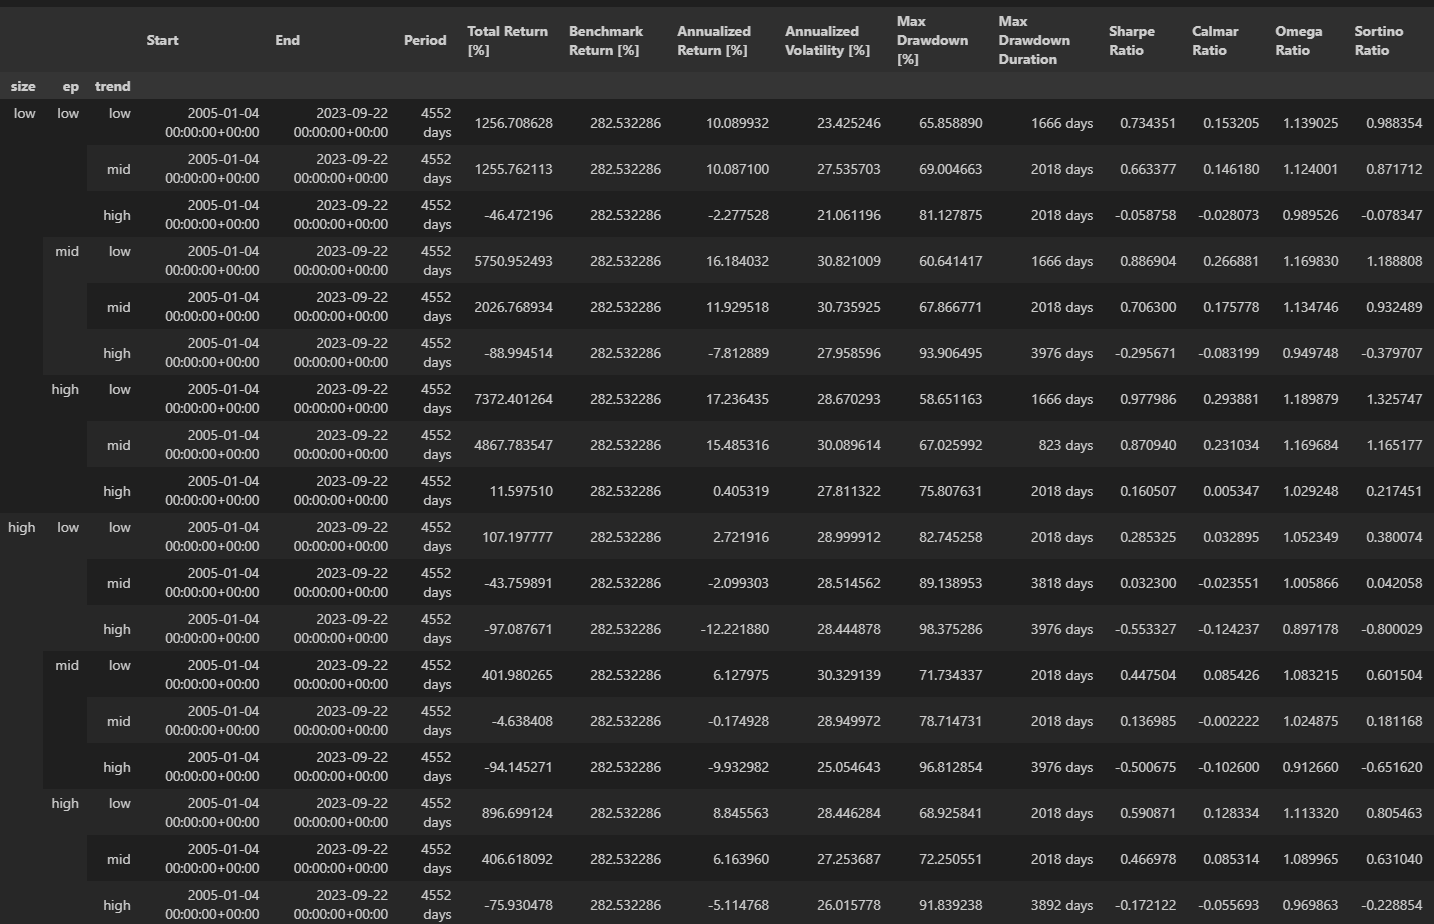 Start End Period Total Return [%] Benchmark Return [%] Annualized Return [%] Annualized Volatility [%] Max Drawdown [%] Max Drawdown Duration Sharpe Ratio Calmar Ratio Omega Ratio Sortino Ratio
size ep trend
low low low 2005-01-04 00:00:00+00:00 2023-09-22 00:00:00+00:00 4552 days 1256.708628 282.532286 10.089932 23.425246 65.858890 1666 days 0.734351 0.153205 1.139025 0.988354
mid 2005-01-04 00:00:00+00:00 2023-09-22 00:00:00+00:00 4552 days 1255.762113 282.532286 10.087100 27.535703 69.004663 2018 days 0.663377 0.146180 1.124001 0.871712
high 2005-01-04 00:00:00+00:00 2023-09-22 00:00:00+00:00 4552 days -46.472196 282.532286 -2.277528 21.061196 81.127875 2018 days -0.058758 -0.028073 0.989526 -0.078347
mid low 2005-01-04 00:00:00+00:00 2023-09-22 00:00:00+00:00 4552 days 5750.952493 282.532286 16.184032 30.821009 60.641417 1666 days 0.886904 0.266881 1.169830 1.188808
mid 2005-01-04 00:00:00+00:00 2023-09-22 00:00:00+00:00 4552 days 2026.768934 282.532286 11.929518 30.735925 67.866771 2018 days 0.706300 0.175778 1.134746 0.932489
high 2005-01-04 00:00:00+00:00 2023-09-22 00:00:00+00:00 4552 days -88.994514 282.532286 -7.812889 27.958596 93.906495 3976 days -0.295671 -0.083199 0.949748 -0.379707
high low 2005-01-04 00:00:00+00:00 2023-09-22 00:00:00+00:00 4552 days 7372.401264 282.532286 17.236435 28.670293 58.651163 1666 days 0.977986 0.293881 1.189879 1.325747
mid 2005-01-04 00:00:00+00:00 2023-09-22 00:00:00+00:00 4552 days 4867.783547 282.532286 15.485316 30.089614 67.025992 823 days 0.870940 0.231034 1.169684 1.165177
high 2005-01-04 00:00:00+00:00 2023-09-22 00:00:00+00:00 4552 days 11.597510 282.532286 0.405319 27.811322 75.807631 2018 days 0.160507 0.005347 1.029248 0.217451
high low low 2005-01-04 00:00:00+00:00 2023-09-22 00:00:00+00:00 4552 days 107.197777 282.532286 2.721916 28.999912 82.745258 2018 days 0.285325 0.032895 1.052349 0.380074
mid 2005-01-04 00:00:00+00:00 2023-09-22 00:00:00+00:00 4552 days -43.759891 282.532286 -2.099303 28.514562 89.138953 3818 days 0.032300 -0.023551 1.005866 0.042058
high 2005-01-04 00:00:00+00:00 2023-09-22 00:00:00+00:00 4552 days -97.087671 282.532286 -12.221880 28.444878 98.375286 3976 days -0.553327 -0.124237 0.897178 -0.800029
mid low 2005-01-04 00:00:00+00:00 2023-09-22 00:00:00+00:00 4552 days 401.980265 282.532286 6.127975 30.329139 71.734337 2018 days 0.447504 0.085426 1.083215 0.601504
mid 2005-01-04 00:00:00+00:00 2023-09-22 00:00:00+00:00 4552 days -4.638408 282.532286 -0.174928 28.949972 78.714731 2018 days 0.136985 -0.002222 1.024875 0.181168
high 2005-01-04 00:00:00+00:00 2023-09-22 00:00:00+00:00 4552 days -94.145271 282.532286 -9.932982 25.054643 96.812854 3976 days -0.500675 -0.102600 0.912660 -0.651620
high low 2005-01-04 00:00:00+00:00 2023-09-22 00:00:00+00:00 4552 days 896.699124 282.532286 8.845563 28.446284 68.925841 2018 days 0.590871 0.128334 1.113320 0.805463
mid 2005-01-04 00:00:00+00:00 2023-09-22 00:00:00+00:00 4552 days 406.618092 282.532286 6.163960 27.253687 72.250551 2018 days 0.466978 0.085314 1.089965 0.631040
high 2005-01-04 00:00:00+00:00 2023-09-22 00:00:00+00:00 4552 days -75.930478 282.532286 -5.114768 26.015778 91.839238 3892 days -0.172122 -0.055693 0.969863 -0.228854